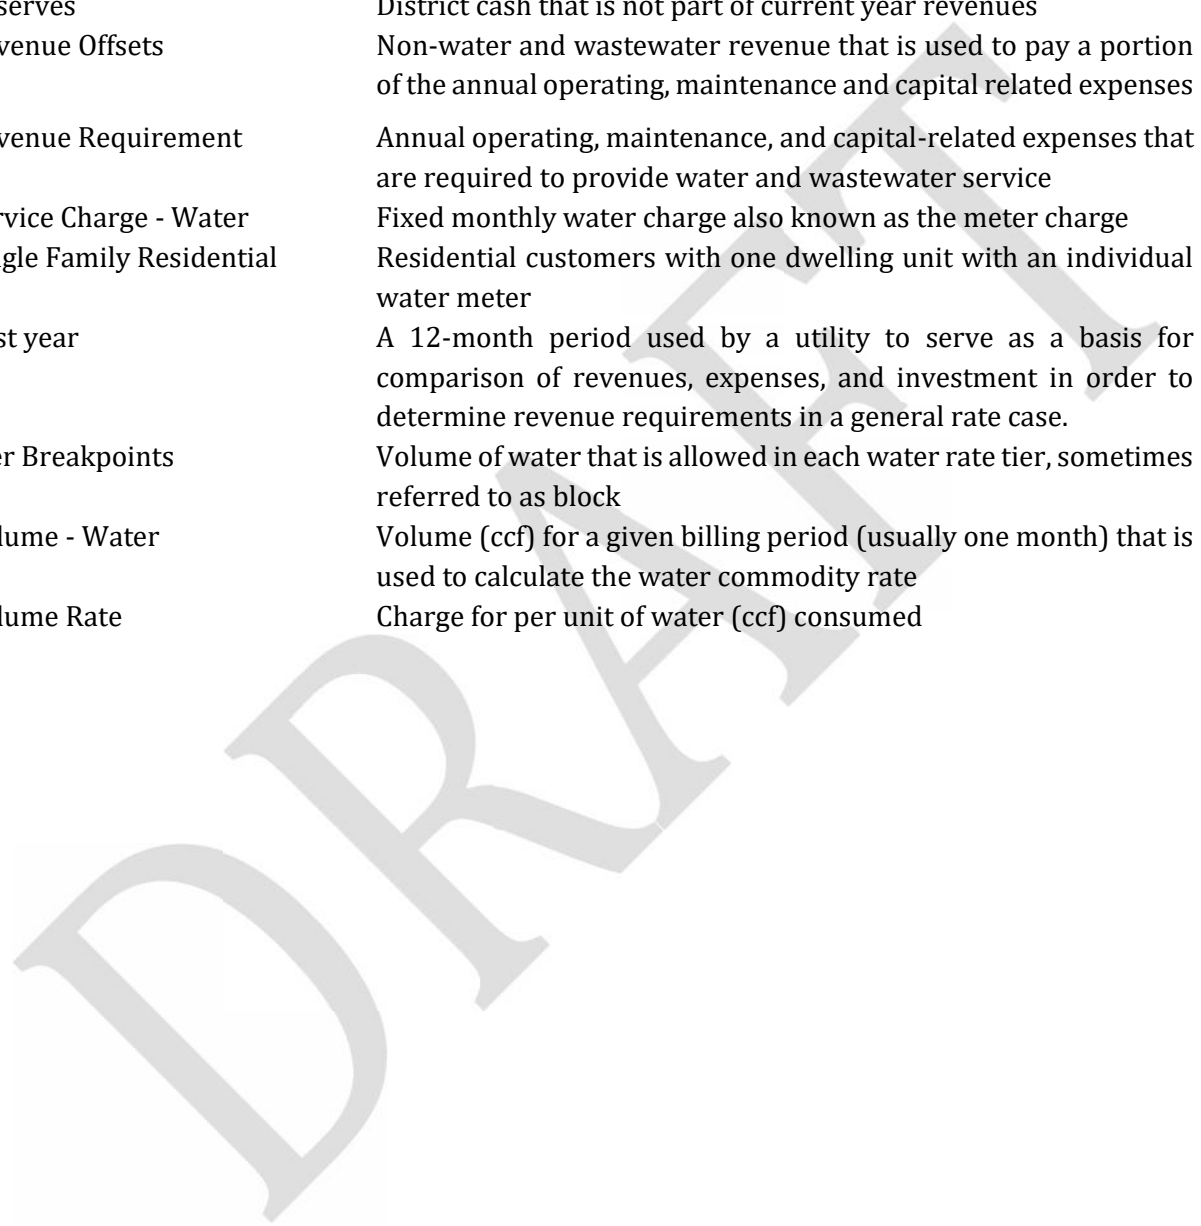 serves District cash that is not part of current year revenues
venue Offsets Non-water and wastewater revenue that is used to pay a portion
of the annual operating, maintenance and capital related expenses
venue Requirement Annual operating, maintenance, and capital-related expenses that
are required to provide water and wastewater service
rvice Charge - Water Fixed monthly water charge also known as the meter charge
gle Family Residential Residential customers with one dwelling unit with an individual
water meter
st year A 12-month period used by a utility to serve as a basis for
comparison of revenues, expenses, and investment in order to
determine revenue requirements in a general rate case.
er Breakpoints Volume of water that is allowed in each water rate tier, sometimes
referred to as block
lume - Water Volume (ccf) for a given billing period (usually one month) that is
used to calculate the water commodity rate
lume Rate Charge for per unit of water (ccf) consumed
DRAFT